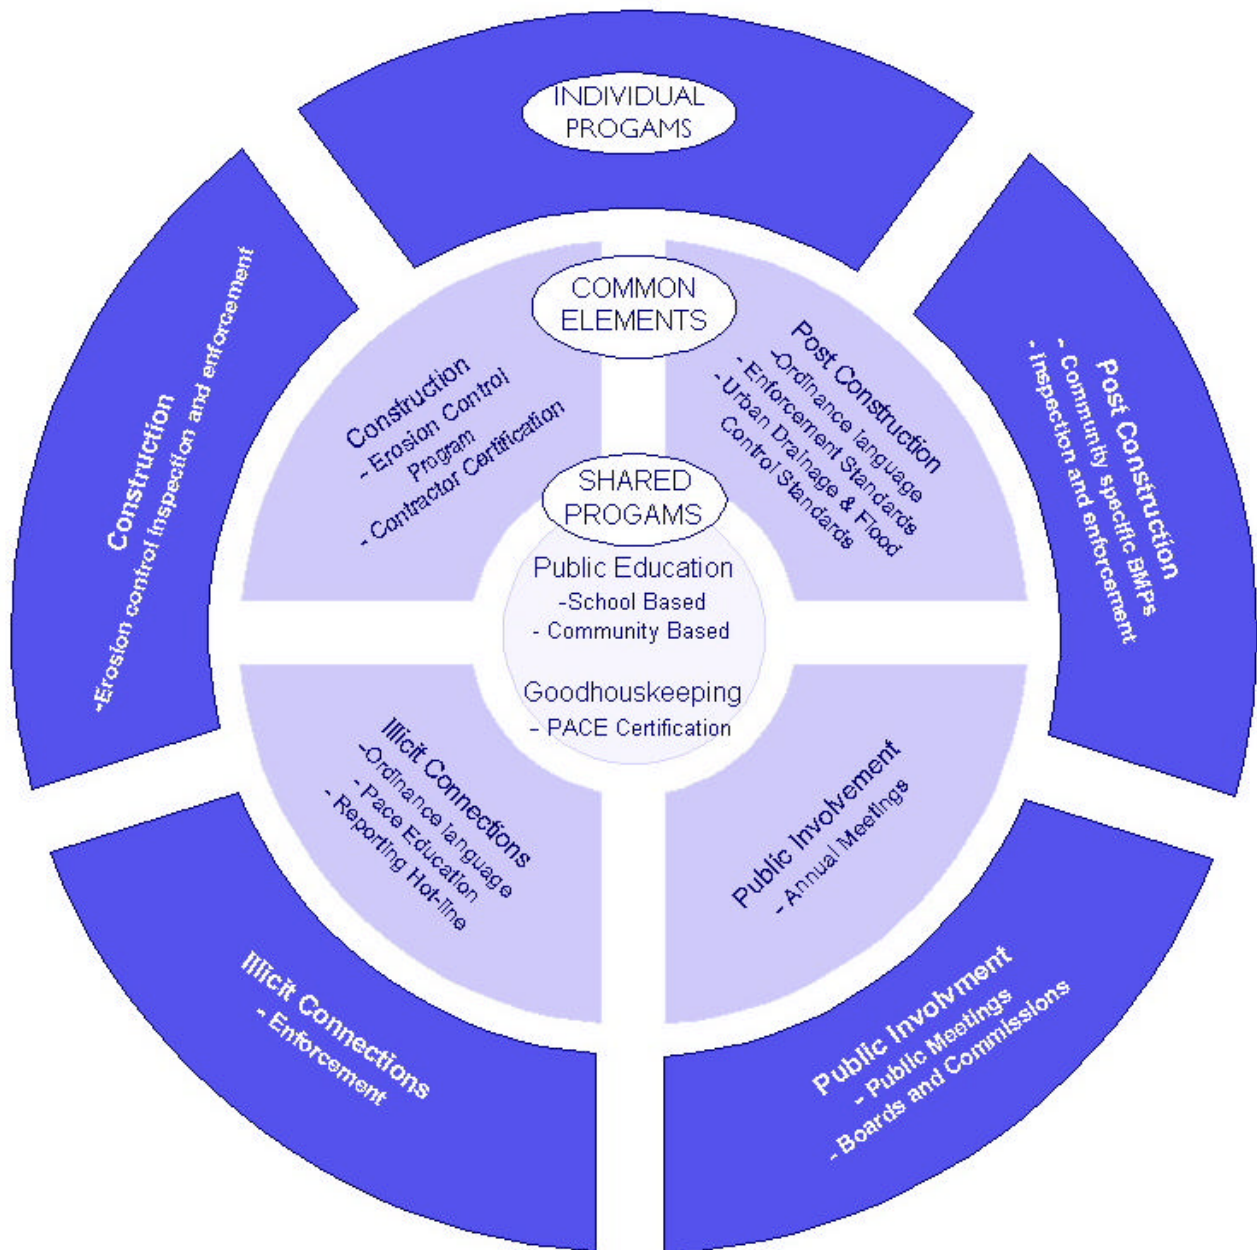 INDIVIDUAL
PROGAMS
Construction
-Erosion control inspection and enforcement
Post Construction
- Community specific BMPs
- Inspection and enforcement
COMMON
ELEMENTS
Construction
- Erosion Control
Program
- Contractor Certification
Post Construction
-Ordinance language
- Enforcement Standards
- Urban Drainage & Flood
Control Standards
SHARED
PROGAMS
Public Education
-School Based
- Community Based
Goodhouskeeping
- PACE Certification
Illicit Connections
-Ordinance language
- Pace Education
- Reporting Hot-line
Public Involvement
- Annual Meetings
Illicit Connections
- Enforcement
Public Involvment
- Public Meetings
- Boards and Commissions